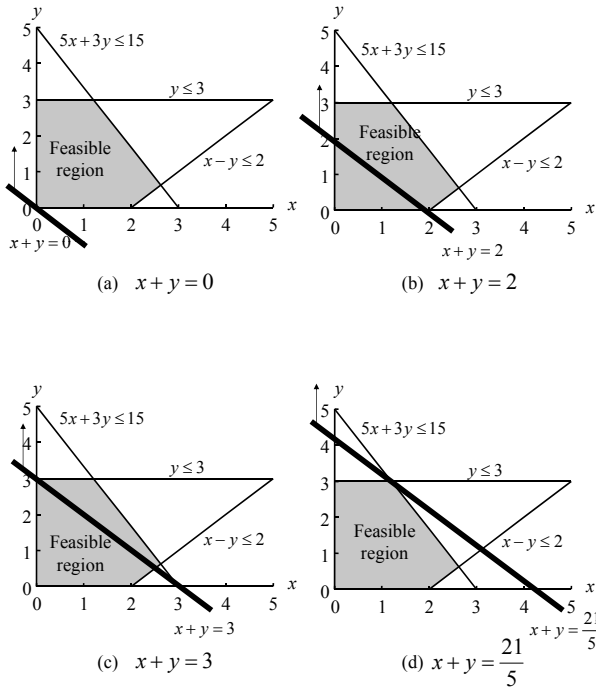 y
5
5x + 3y ≤ 15
4
3
y ≤ 3
2
Feasible
region
x − y ≤ 2
1
0
0 1 2 3 4 5 x
x + y = 0
(a) x + y = 0
y
5
5x + 3y ≤ 15
4
3
y ≤ 3
2
Feasible
region
x − y ≤ 2
1
0
0 1 2 3 4 5 x
x + y = 2
(b) x + y = 2
y
5
5x + 3y ≤ 15
4
3
y ≤ 3
2
Feasible
region
x − y ≤ 2
1
0
0 1 2 3 4 5 x
x + y = 3
(c) x + y = 3
y
5
5x + 3y ≤ 15
4
3
y ≤ 3
2
Feasible
region
x − y ≤ 2
1
0
0 1 2 3 4 5 x
x + y = 21/5
(d) x + y = 21/5